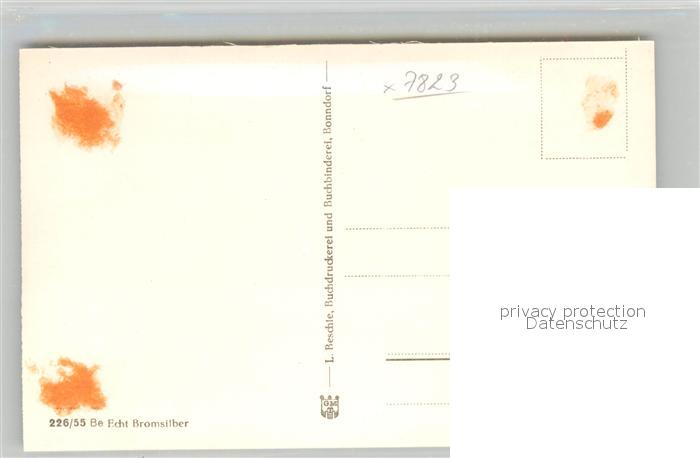 x 7823
L. Beschle, Buchdruckerei und Buchbinderei, Bonndorf
privacy protection
Datenschutz
226/55 Be Echt Bromsilber